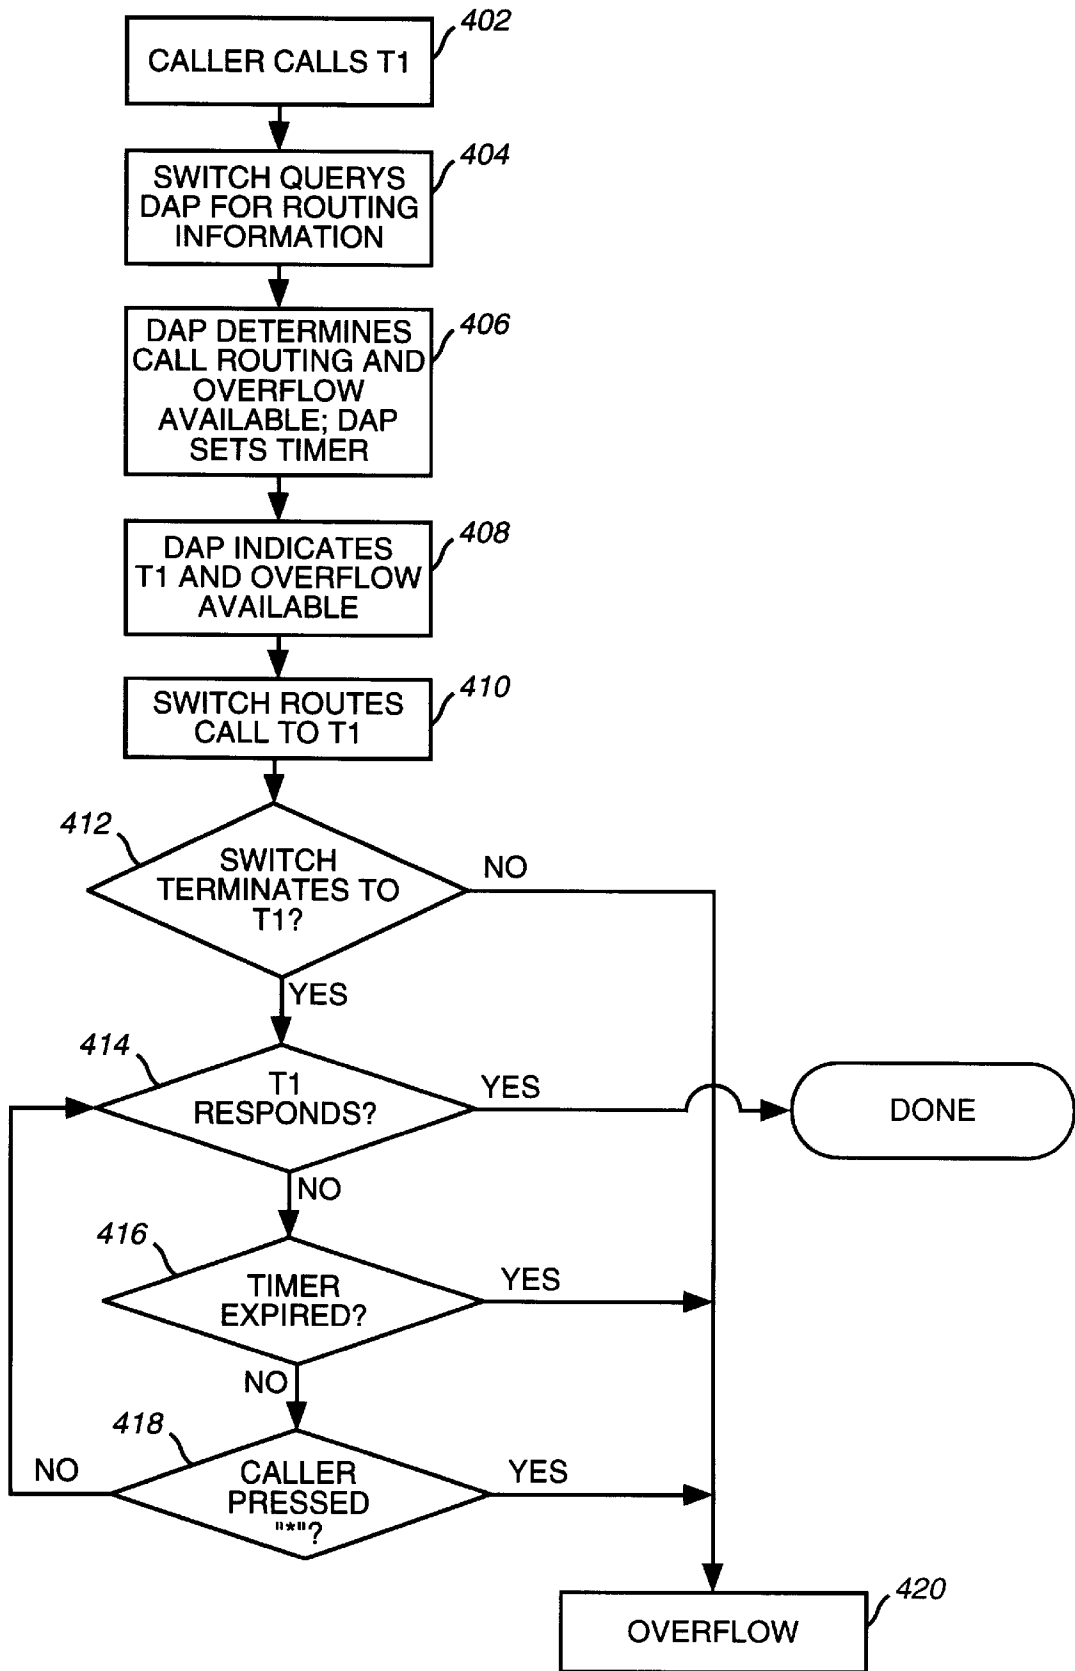 402
CALLER CALLS T1
404
SWITCH QUERYS
DAP FOR ROUTING
INFORMATION
406
DAP DETERMINES
CALL ROUTING AND
OVERFLOW
AVAILABLE; DAP
SETS TIMER
408
DAP INDICATES
T1 AND OVERFLOW
AVAILABLE
410
SWITCH ROUTES
CALL TO T1
412
SWITCH
TERMINATES TO
T1?
NO
YES
414
T1
RESPONDS?
YES
DONE
NO
416
TIMER
EXPIRED?
YES
NO
418
CALLER
PRESSED
"*"?
NO
YES
420
OVERFLOW